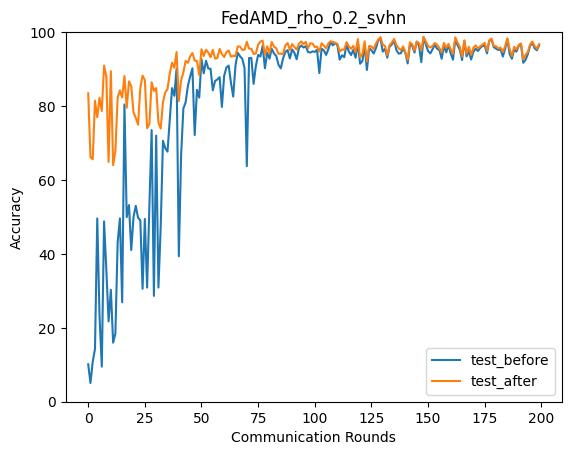 FedAMD_rho_0.2_svhn
Accuracy
100
80
60
40
20
0
0 25 50 75 100 125 150 175 200
Communication Rounds
test_before
test_after